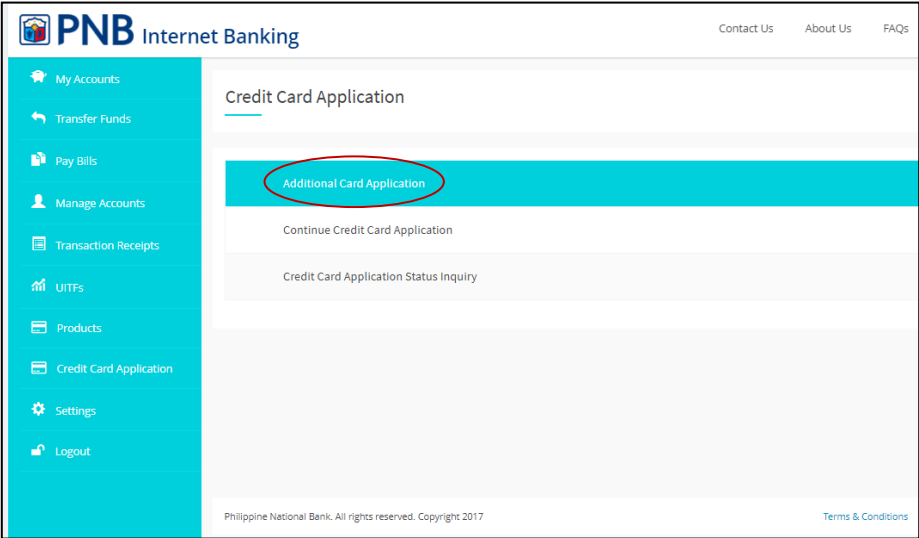 PNB Internet Banking
Contact Us
About Us
FAQs
My Accounts
Transfer Funds
Pay Bills
Manage Accounts
Transaction Receipts
UITFs
Products
Credit Card Application
Settings
Logout
Credit Card Application
Additional Card Application
Continue Credit Card Application
Credit Card Application Status Inquiry
Philippine National Bank. All rights reserved. Copyright 2017
Terms & Conditions